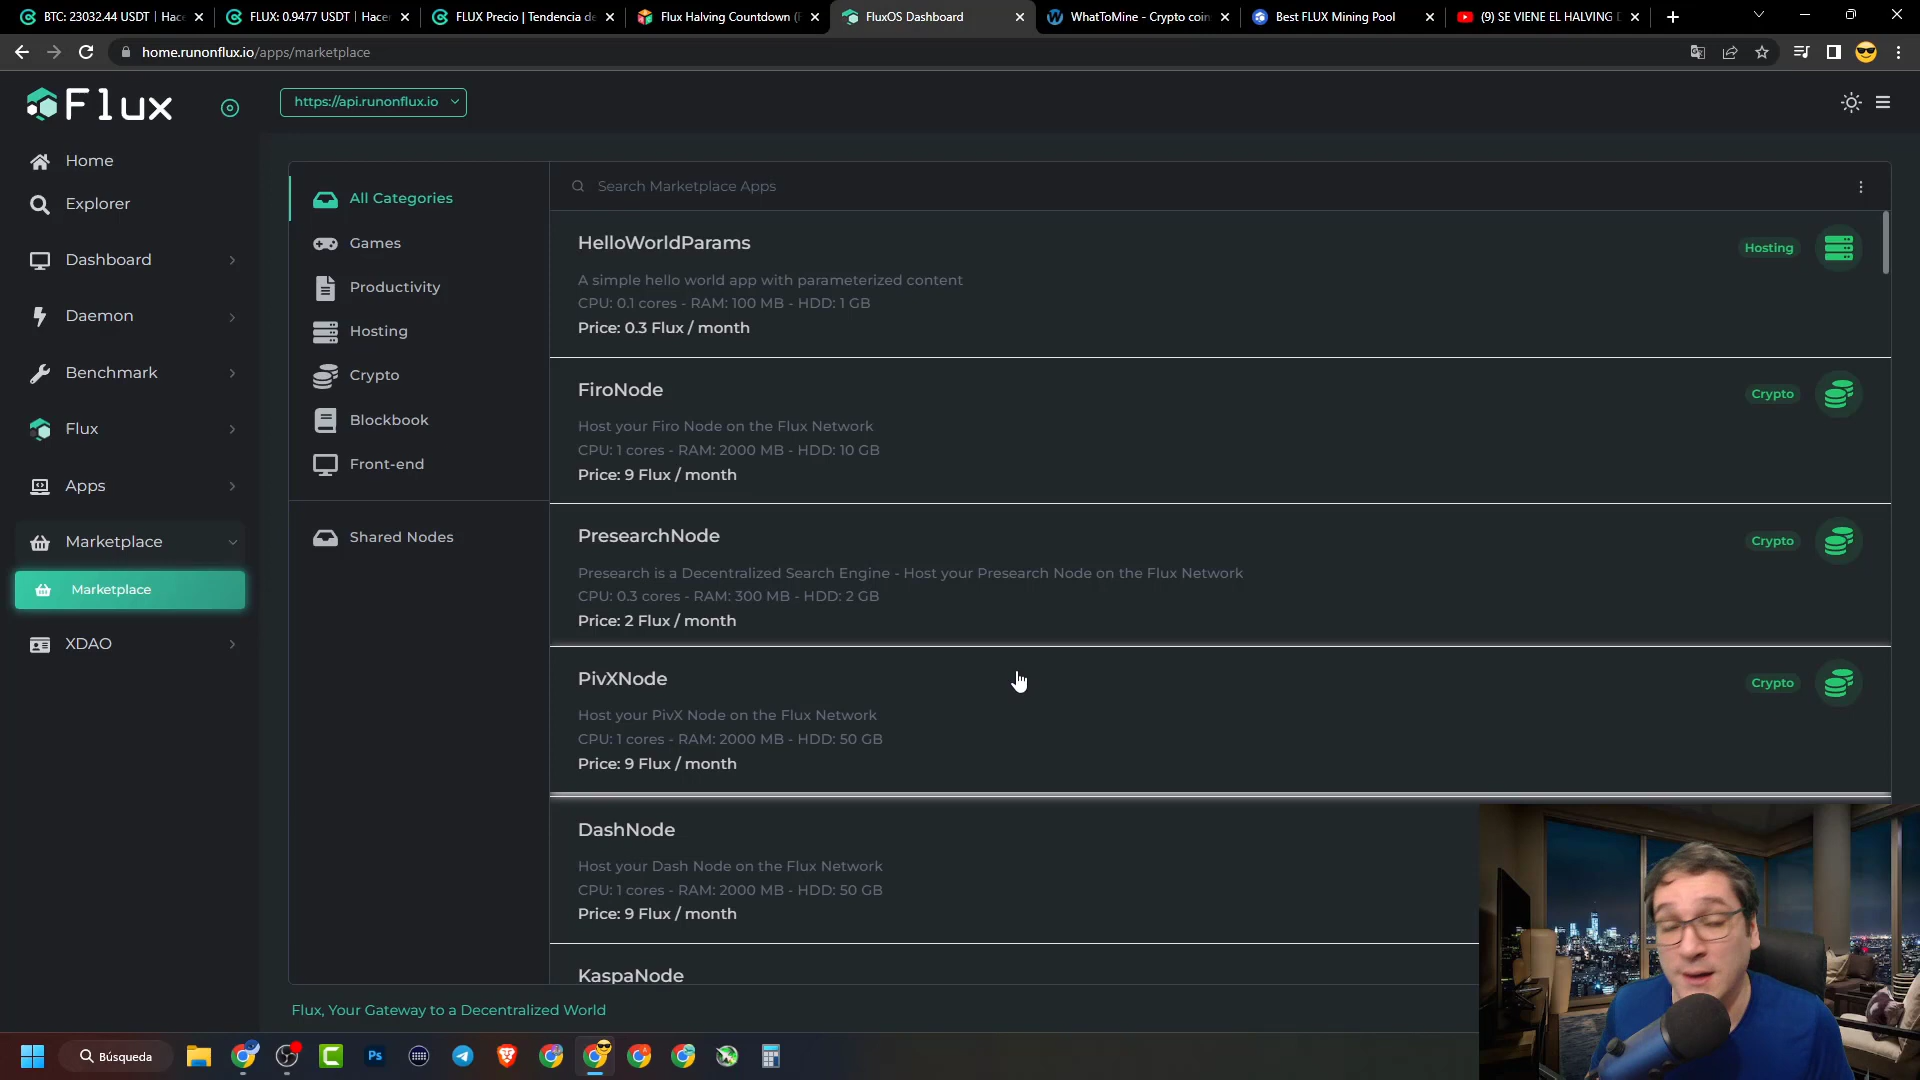 BTC: 23032.44 USDT | Hace
FLUX: 0.9477 USDT | Hacer
FLUX Precio | Tendencia de
Flux Halving Countdown (F
FluxOS Dashboard
WhatToMine - Crypto coin
Best FLUX Mining Pool
(9) SE VIENE EL HALVING D
home.runonflux.io/apps/marketplace
Flux
https://api.runonflux.io
Home
Explorer
Dashboard
Daemon
Benchmark
Flux
Apps
Marketplace
Marketplace
XDAO
All Categories
Games
Productivity
Hosting
Crypto
Blockbook
Front-end
Shared Nodes
Search Marketplace Apps
HelloWorldParams
Hosting
A simple hello world app with parameterized content
CPU: 0.1 cores - RAM: 100 MB - HDD: 1 GB
Price: 0.3 Flux / month
FiroNode
Crypto
Host your Firo Node on the Flux Network
CPU: 1 cores - RAM: 2000 MB - HDD: 10 GB
Price: 9 Flux / month
PresearchNode
Crypto
Presearch is a Decentralized Search Engine - Host your Presearch Node on the Flux Network
CPU: 0.3 cores - RAM: 300 MB - HDD: 2 GB
Price: 2 Flux / month
PivXNode
Crypto
Host your PivX Node on the Flux Network
CPU: 1 cores - RAM: 2000 MB - HDD: 50 GB
Price: 9 Flux / month
DashNode
Host your Dash Node on the Flux Network
CPU: 1 cores - RAM: 2000 MB - HDD: 50 GB
Price: 9 Flux / month
KaspaNode
Flux, Your Gateway to a Decentralized World
Búsqueda
Ps